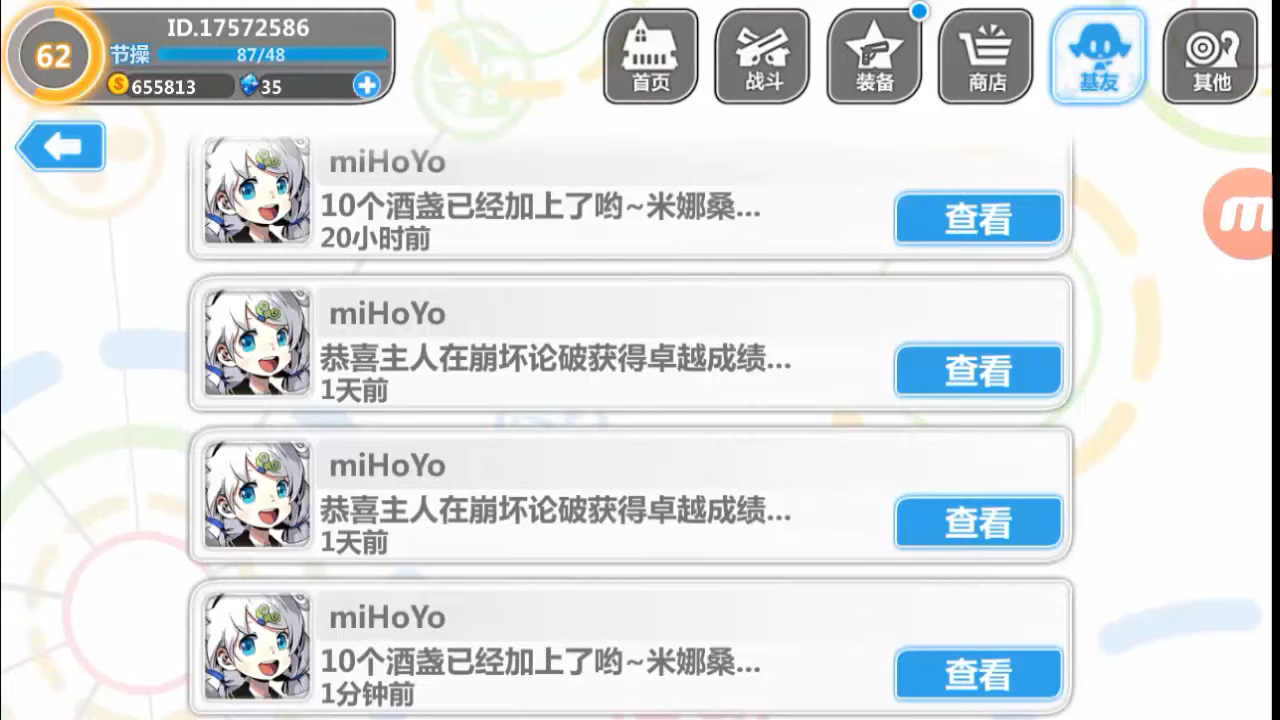 ID.17572586
62
节操
87/48
655813
35
首页
战斗
装备
商店
基友
其他
miHoYo
10个酒盏已经加上了哟~米娜桑...
20小时前
查看
miHoYo
恭喜主人在崩坏论破获得卓越成绩...
1天前
查看
miHoYo
恭喜主人在崩坏论破获得卓越成绩...
1天前
查看
miHoYo
10个酒盏已经加上了哟~米娜桑...
1分钟前
查看